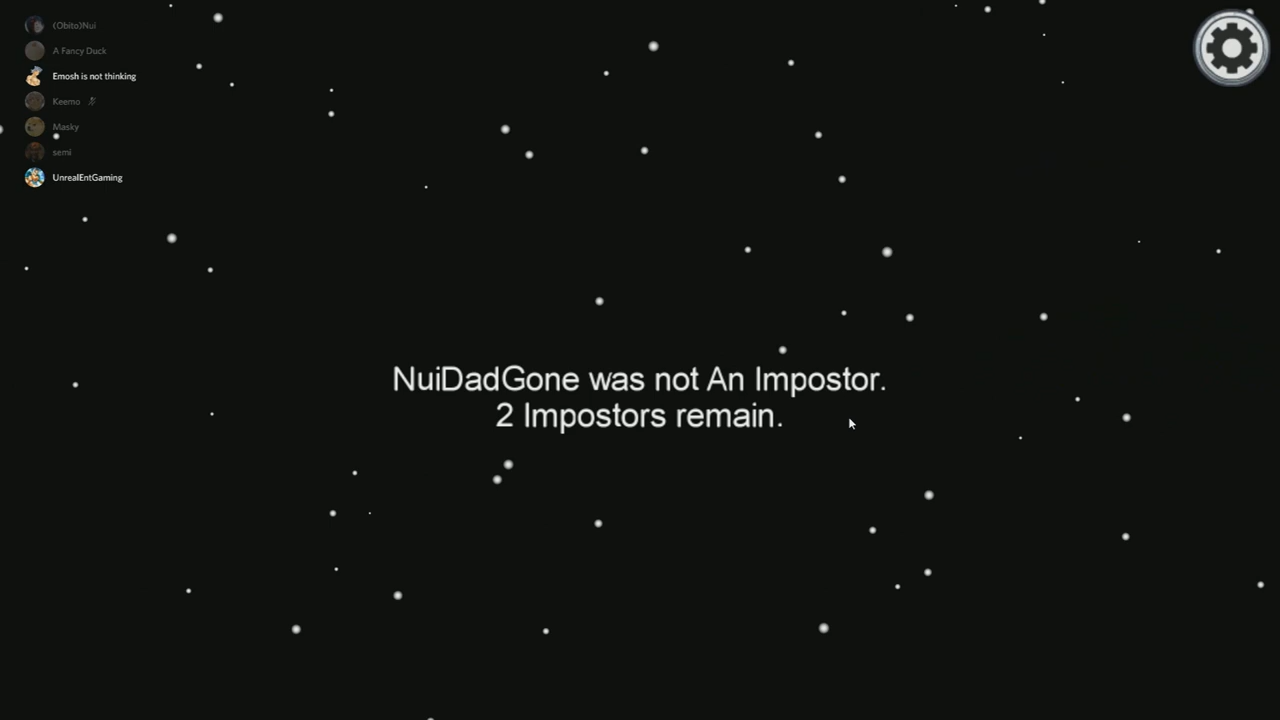 (Obito)Nui
A Fancy Duck
Emosh is not thinking
Keemo
Masky
semi
UnrealEntGaming
NuiDadGone was not An Impostor.
2 Impostors remain.